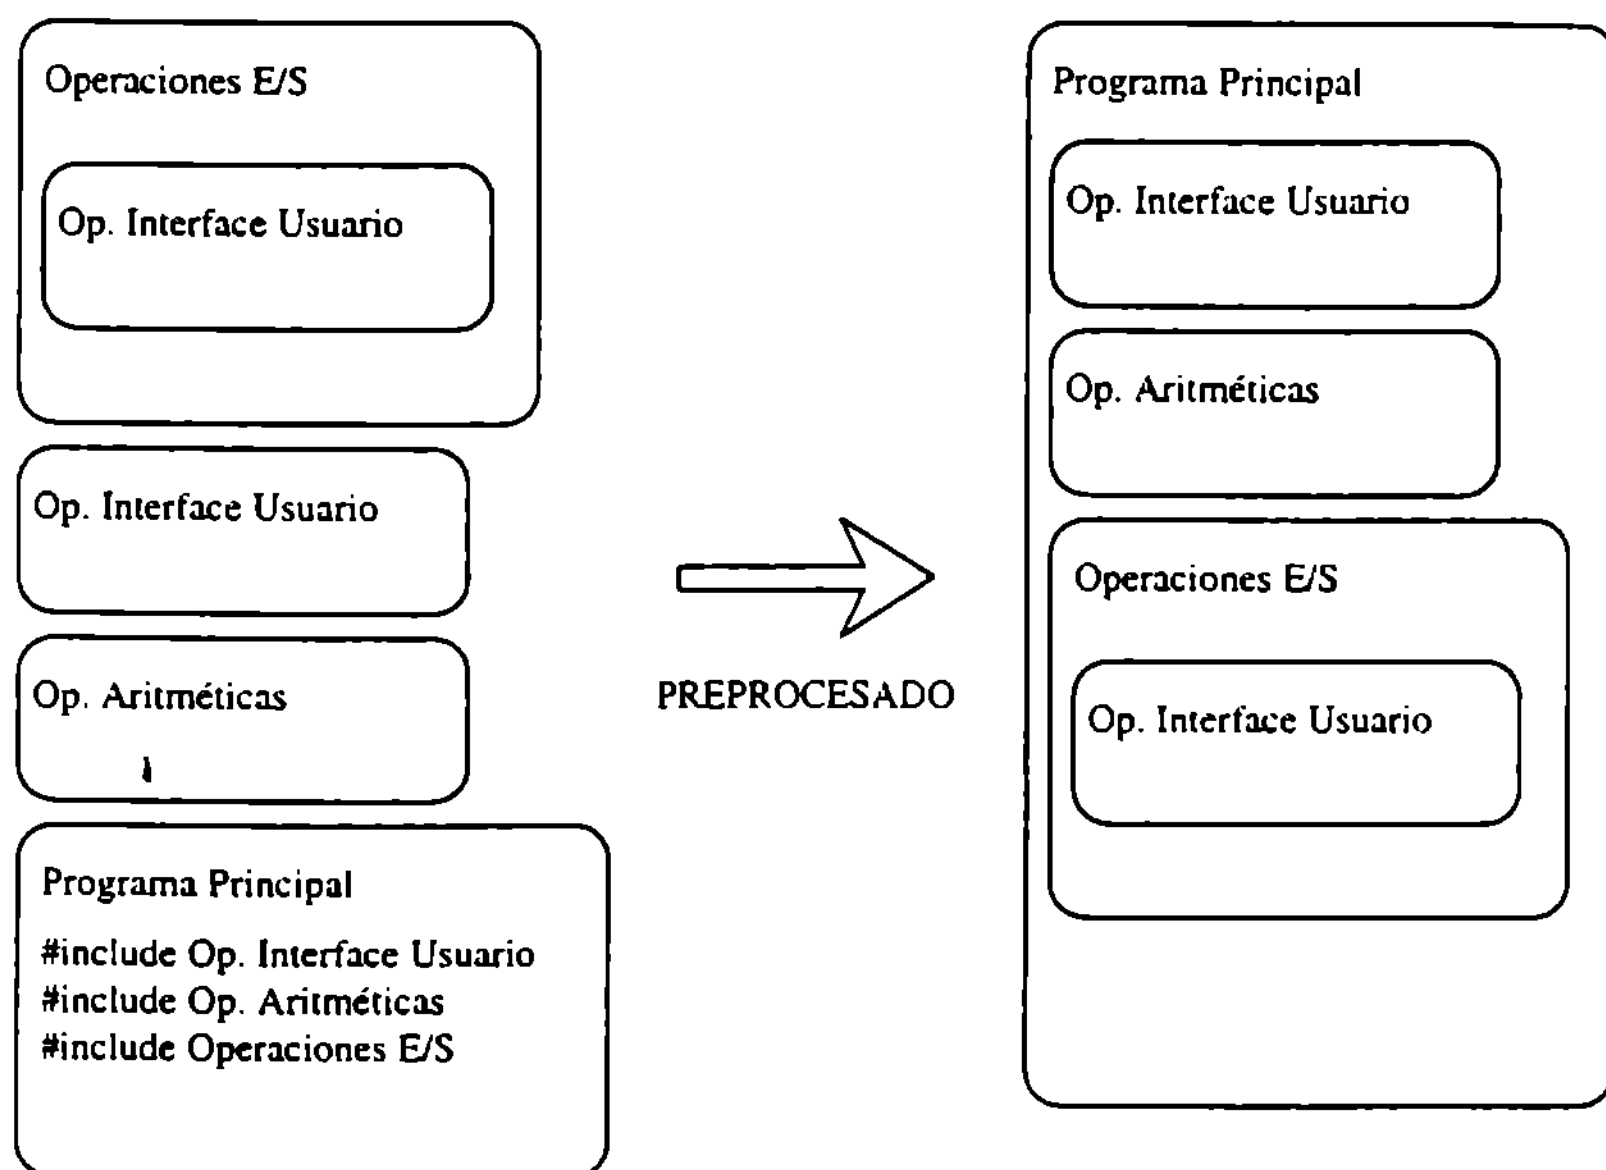 Operaciones E/S
Op. Interface Usuario
Op. Interface Usuario
Op. Aritméticas
Programa Principal
#include Op. Interface Usuario
#include Op. Aritméticas
#include Operaciones E/S
PREPROCESADO
Programa Principal
Op. Interface Usuario
Op. Aritméticas
Operaciones E/S
Op. Interface Usuario